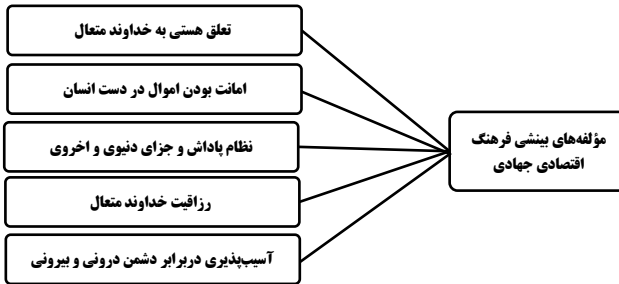 مؤلفه‌های بینشی فرهنگ
اقتصادی جهادی
تعلق هستی به خداوند متعال
امانت بودن اموال در دست انسان
نظام پاداش و جزای دنیوی و اخروی
رزاقیت خداوند متعال
آسیب‌پذیری دربرابر دشمن درونی و بیرونی